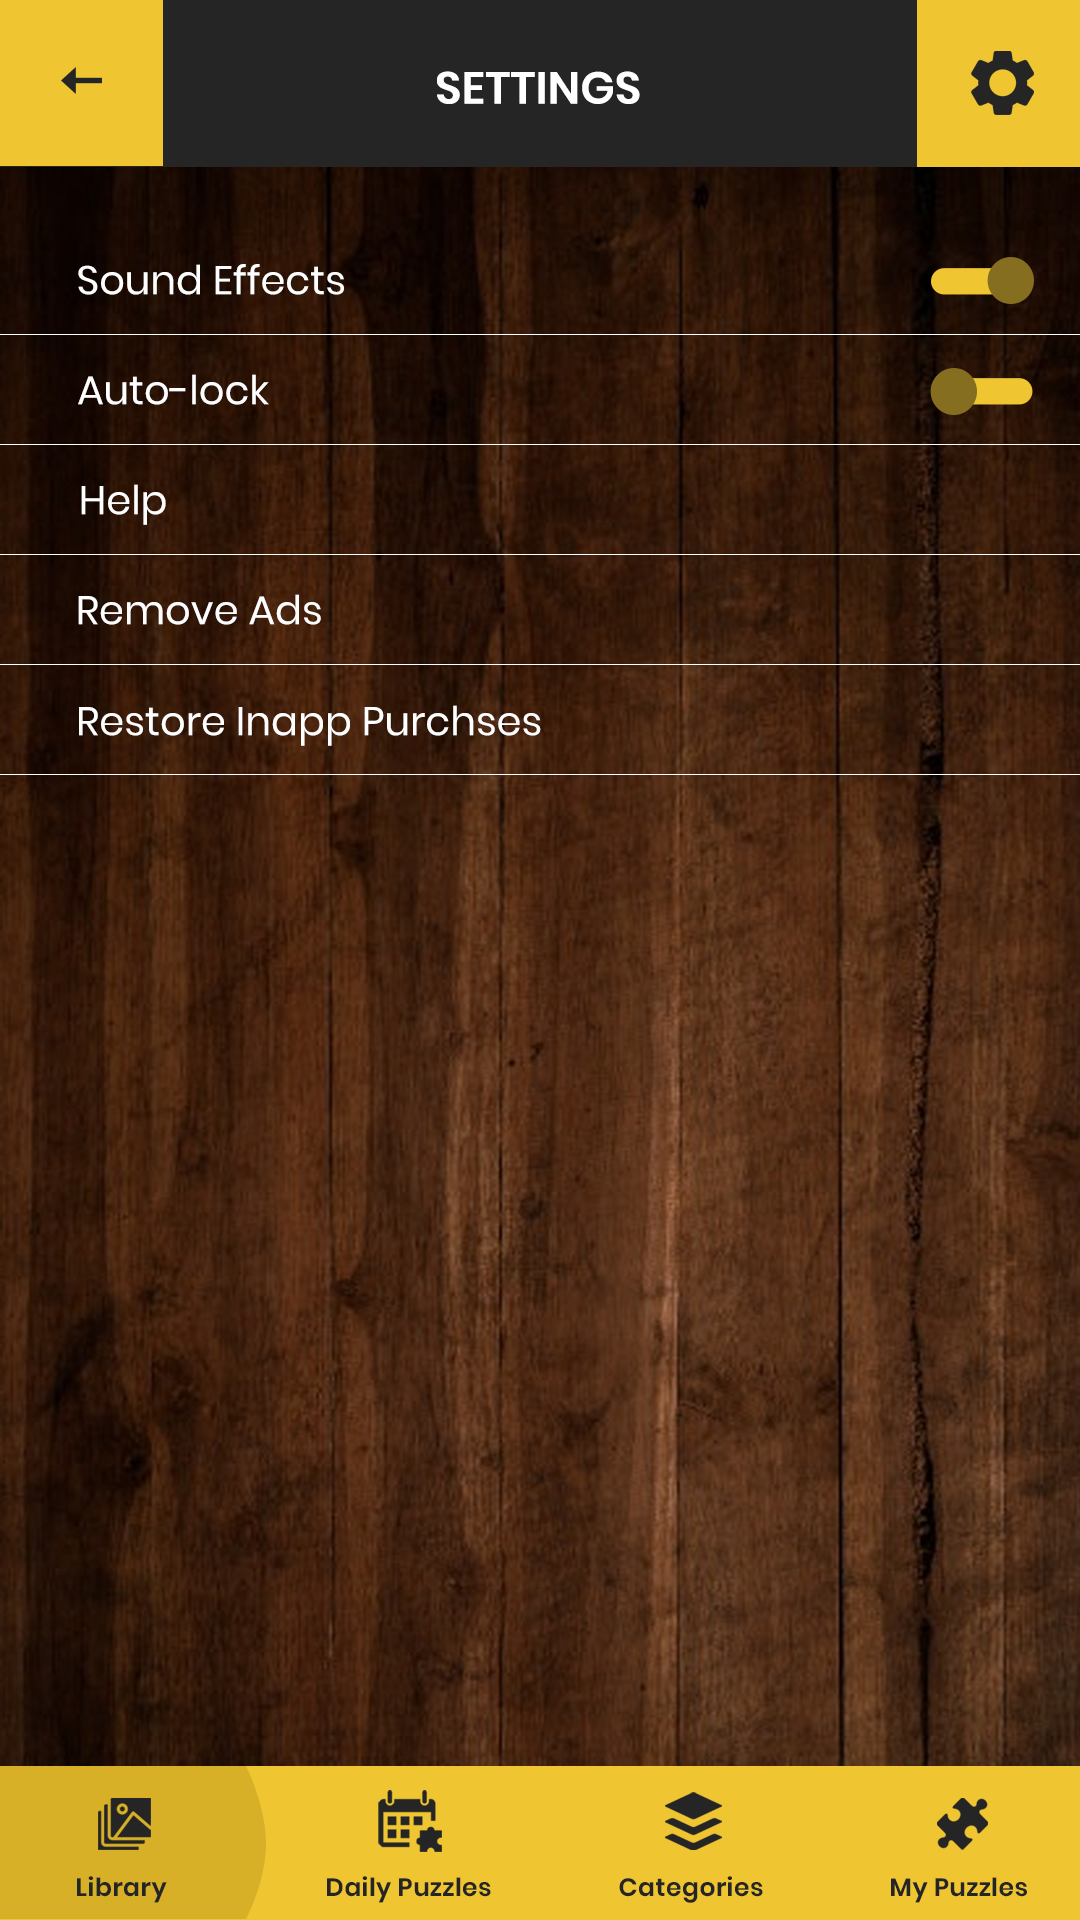 SETTINGS
Sound Effects
Auto-lock
Help
Remove Ads
Restore Inapp Purchses
Library
Daily Puzzles
Categories
My Puzzles